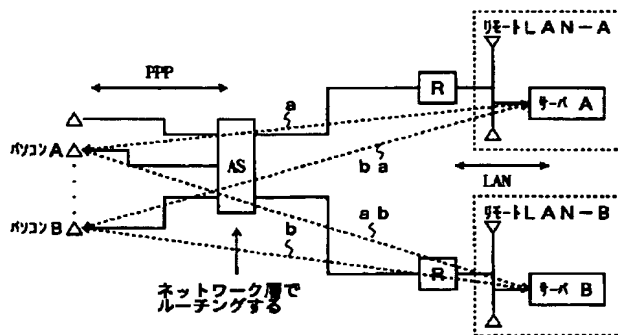 リモートLAN-A
PPP
R
サーバ A
a
パソコンA
AS
b a
LAN
a b
リモートLAN-B
パソコンB
b
R
サーバ B
ネットワーク層で
ルーチングする